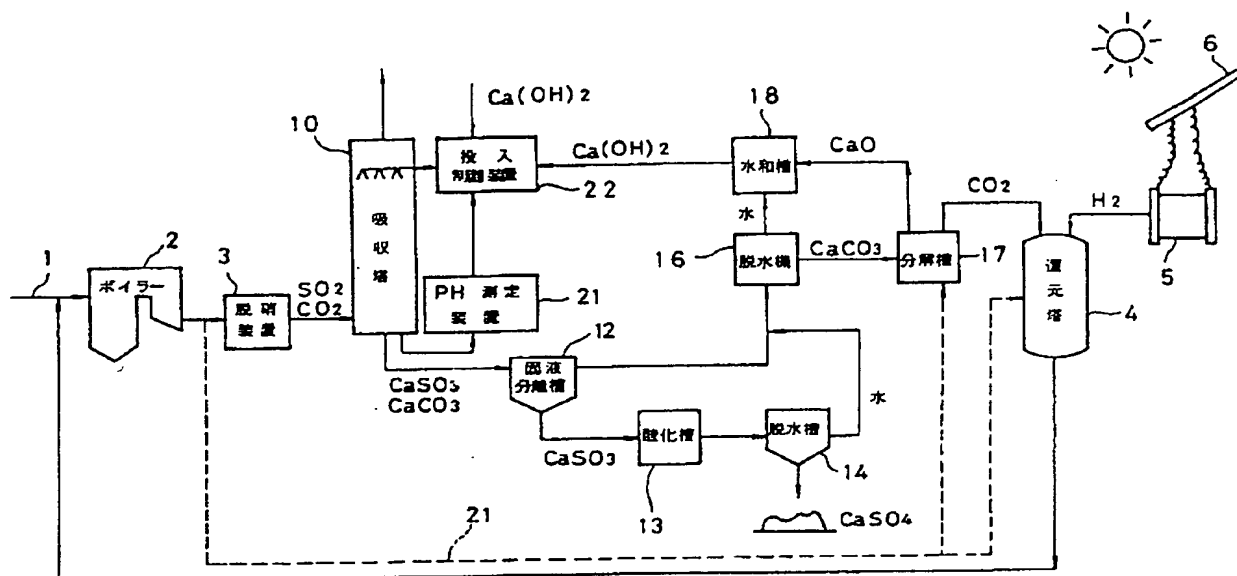 6
10
Ca(OH)2
18
投入
制御装置
22
Ca(OH)2
水和槽
CaO
CO2
H2
吸収塔
水
1
2
ボイラー
3
脱硝
装置
SO2
CO2
PH 測定
装置
21
16
脱水機
CaCO3
分解槽
17
還元塔
4
5
12
固液
分離槽
CaSO3
CaCO3
水
CaSO3
酸化槽
13
脱水槽
14
CaSO4
21